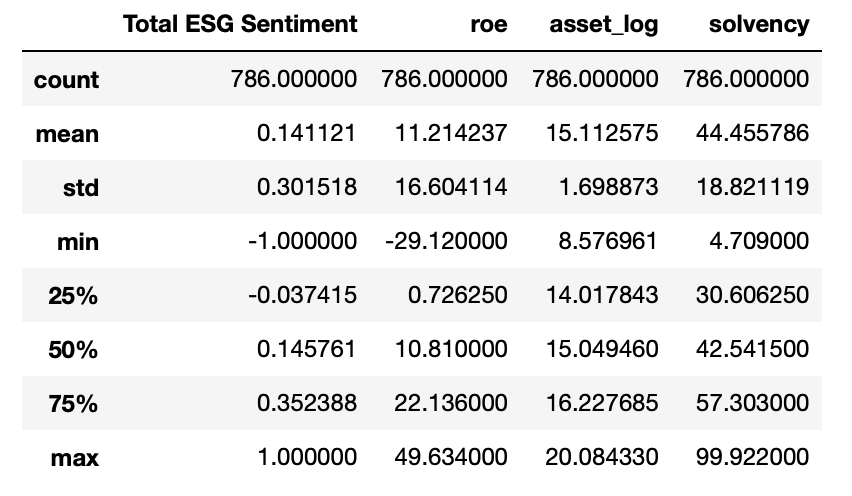 Total ESG Sentiment roe asset_log solvency
count 786.000000 786.000000 786.000000 786.000000
mean 0.141121 11.214237 15.112575 44.455786
std 0.301518 16.604114 1.698873 18.821119
min -1.000000 -29.120000 8.576961 4.709000
25% -0.037415 0.726250 14.017843 30.606250
50% 0.145761 10.810000 15.049460 42.541500
75% 0.352388 22.136000 16.227685 57.303000
max 1.000000 49.634000 20.084330 99.922000